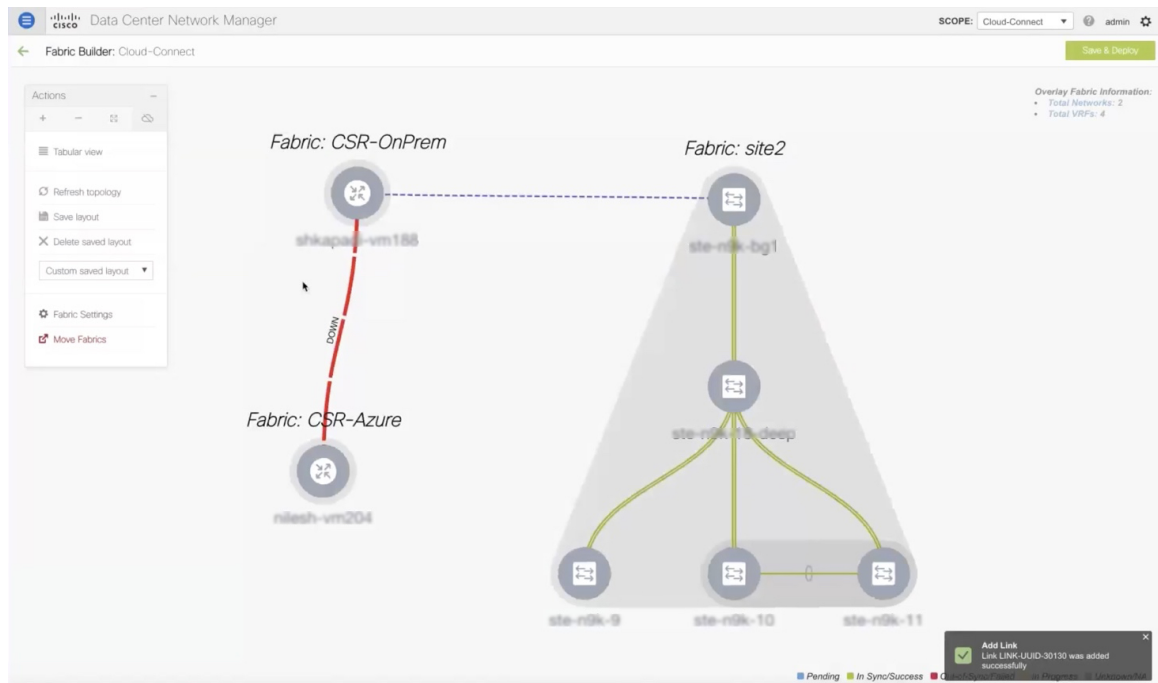 cisco Data Center Network Manager
SCOPE: Cloud-Connect admin
Fabric Builder: Cloud-Connect
Save & Deploy
Actions
Tabular view
Refresh topology
Save layout
Delete saved layout
Custom saved layout
Fabric Settings
Move Fabrics
Overlay Fabric Information:
Total Networks: 2
Total VRFs: 4
Fabric: CSR-OnPrem
Fabric: site2
ste-n9k-bg1
DOWN
Fabric: CSR-Azure
nilesh-vm204
ste-n9k-9
ste-n9k-10
ste-n9k-11
Add Link
Link LINK-UUID-30130 was added
successfully
Pending In Sync/Success